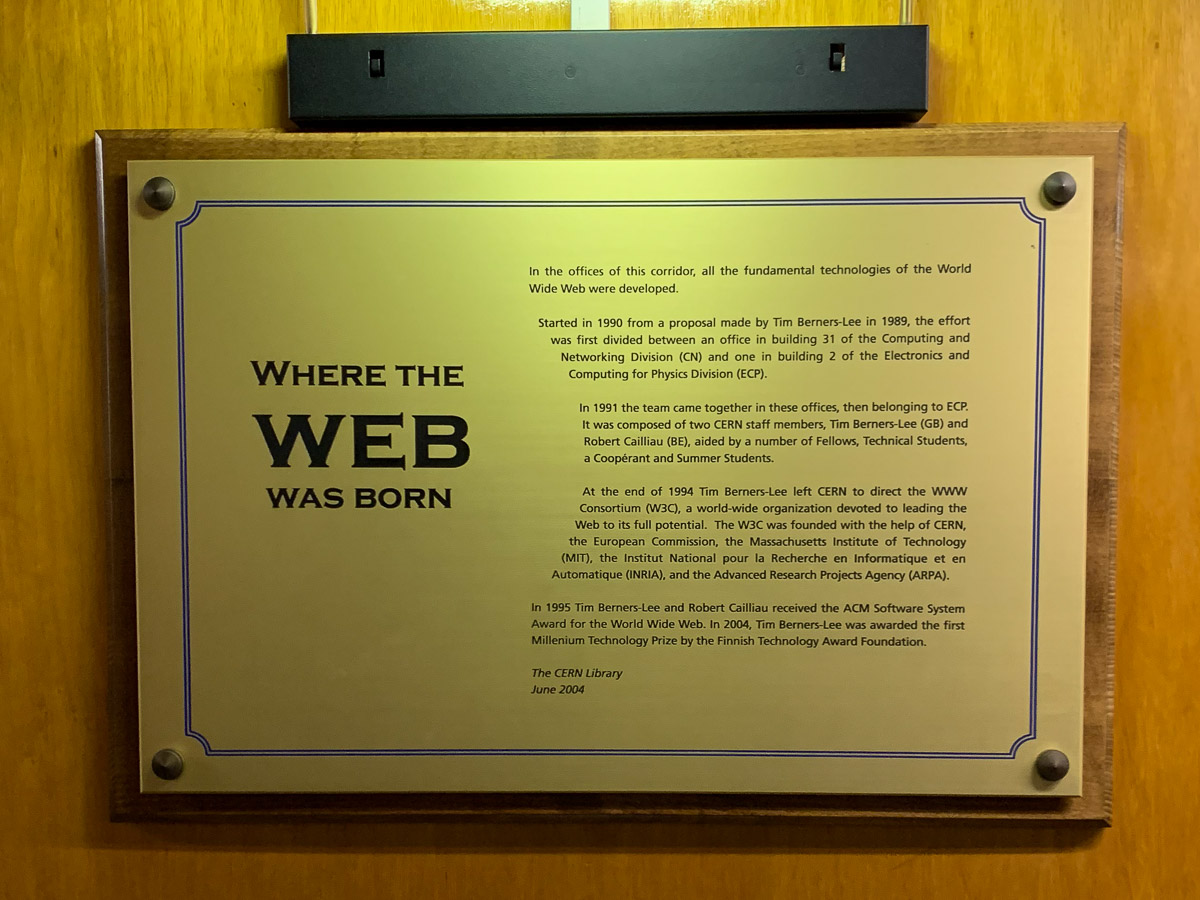 WHERE THE
WEB
WAS BORN
In the offices of this corridor, all the fundamental technologies of the World
Wide Web were developed.
Started in 1990 from a proposal made by Tim Berners-Lee in 1989, the effort
was first divided between an office in building 31 of the Computing and
Networking Division (CN) and one in building 2 of the Electronics and
Computing for Physics Division (ECP).
In 1991 the team came together in these offices, then belonging to ECP.
It was composed of two CERN staff members, Tim Berners-Lee (GB) and
Robert Cailliau (BE), aided by a number of Fellows, Technical Students,
a Coopérant and Summer Students.
At the end of 1994 Tim Berners-Lee left CERN to direct the WWW
Consortium (W3C), a world-wide organization devoted to leading the
Web to its full potential. The W3C was founded with the help of CERN,
the European Commission, the Massachusetts Institute of Technology
(MIT), the Institut National pour la Recherche en Informatique et en
Automatique (INRIA), and the Advanced Research Projects Agency (ARPA).
In 1995 Tim Berners-Lee and Robert Cailliau received the ACM Software System
Award for the World Wide Web. In 2004, Tim Berners-Lee was awarded the first
Millenium Technology Prize by the Finnish Technology Award Foundation.
The CERN Library
June 2004